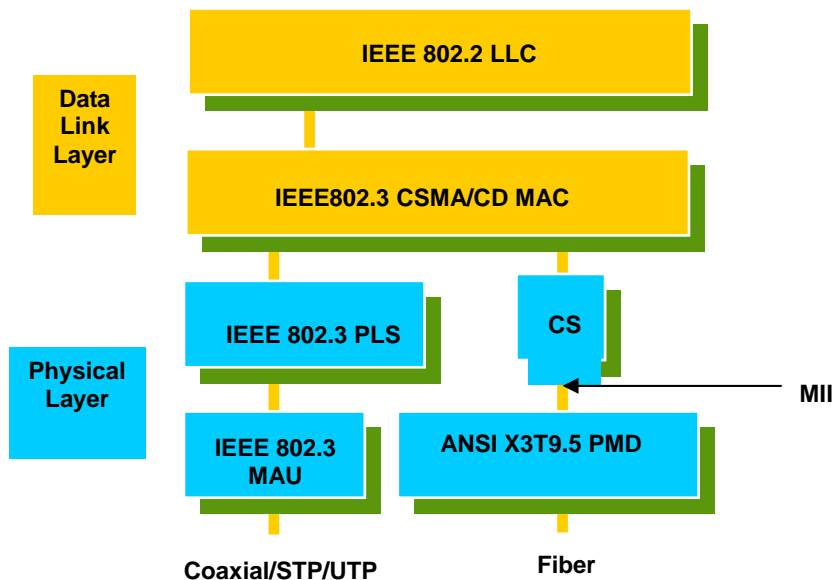 IEEE 802.2 LLC
Data
Link
Layer
IEEE802.3 CSMA/CD MAC
IEEE 802.3 PLS
CS
Physical
Layer
MII
IEEE 802.3
MAU
ANSI X3T9.5 PMD
Coaxial/STP/UTP
Fiber